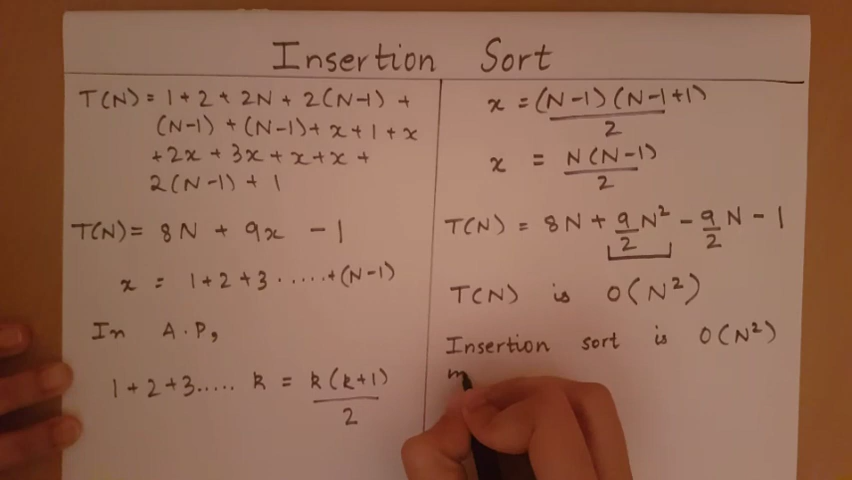 Insertion Sort
T(N) = 1 + 2 + 2N + 2(N-1) +
(N-1) + (N-1) + x + 1 + x
+ 2x + 3x + x + x +
2(N-1) + 1
T(N) = 8N + 9x - 1
x = 1 + 2 + 3 ...... + (N-1)
In A.P,
1 + 2 + 3 ..... k = k(k+1)
2
x = (N-1)(N-1+1)
2
x = N(N-1)
2
T(N) = 8N + 9/2 N² - 9/2 N - 1
T(N) is O(N²)
Insertion sort is O(N²)